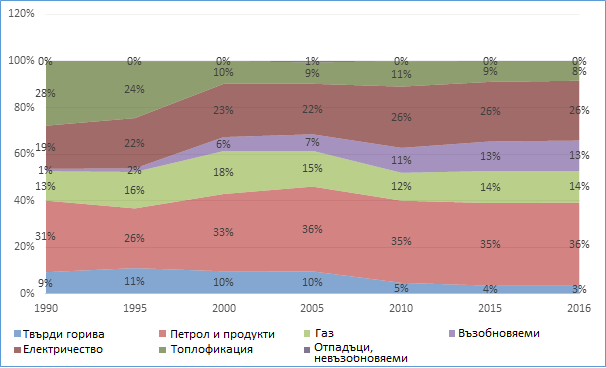 120%
100%
80%
60%
40%
20%
0%
0% 0% 0% 1% 0% 0% 0%
28% 24% 10% 9% 11% 9% 8%
19% 22% 23% 22% 26% 26% 26%
1% 2% 6% 7% 11% 13% 13%
13% 16% 18% 15% 12% 14% 14%
31% 26% 33% 36% 35% 35% 36%
9% 11% 10% 10% 5% 4% 3%
1990 1995 2000 2005 2010 2015 2016
Твърди горива Петрол и продукти Газ Възобновяеми
Електричество Топлофикация Отпадъци,
невъзобновяеми